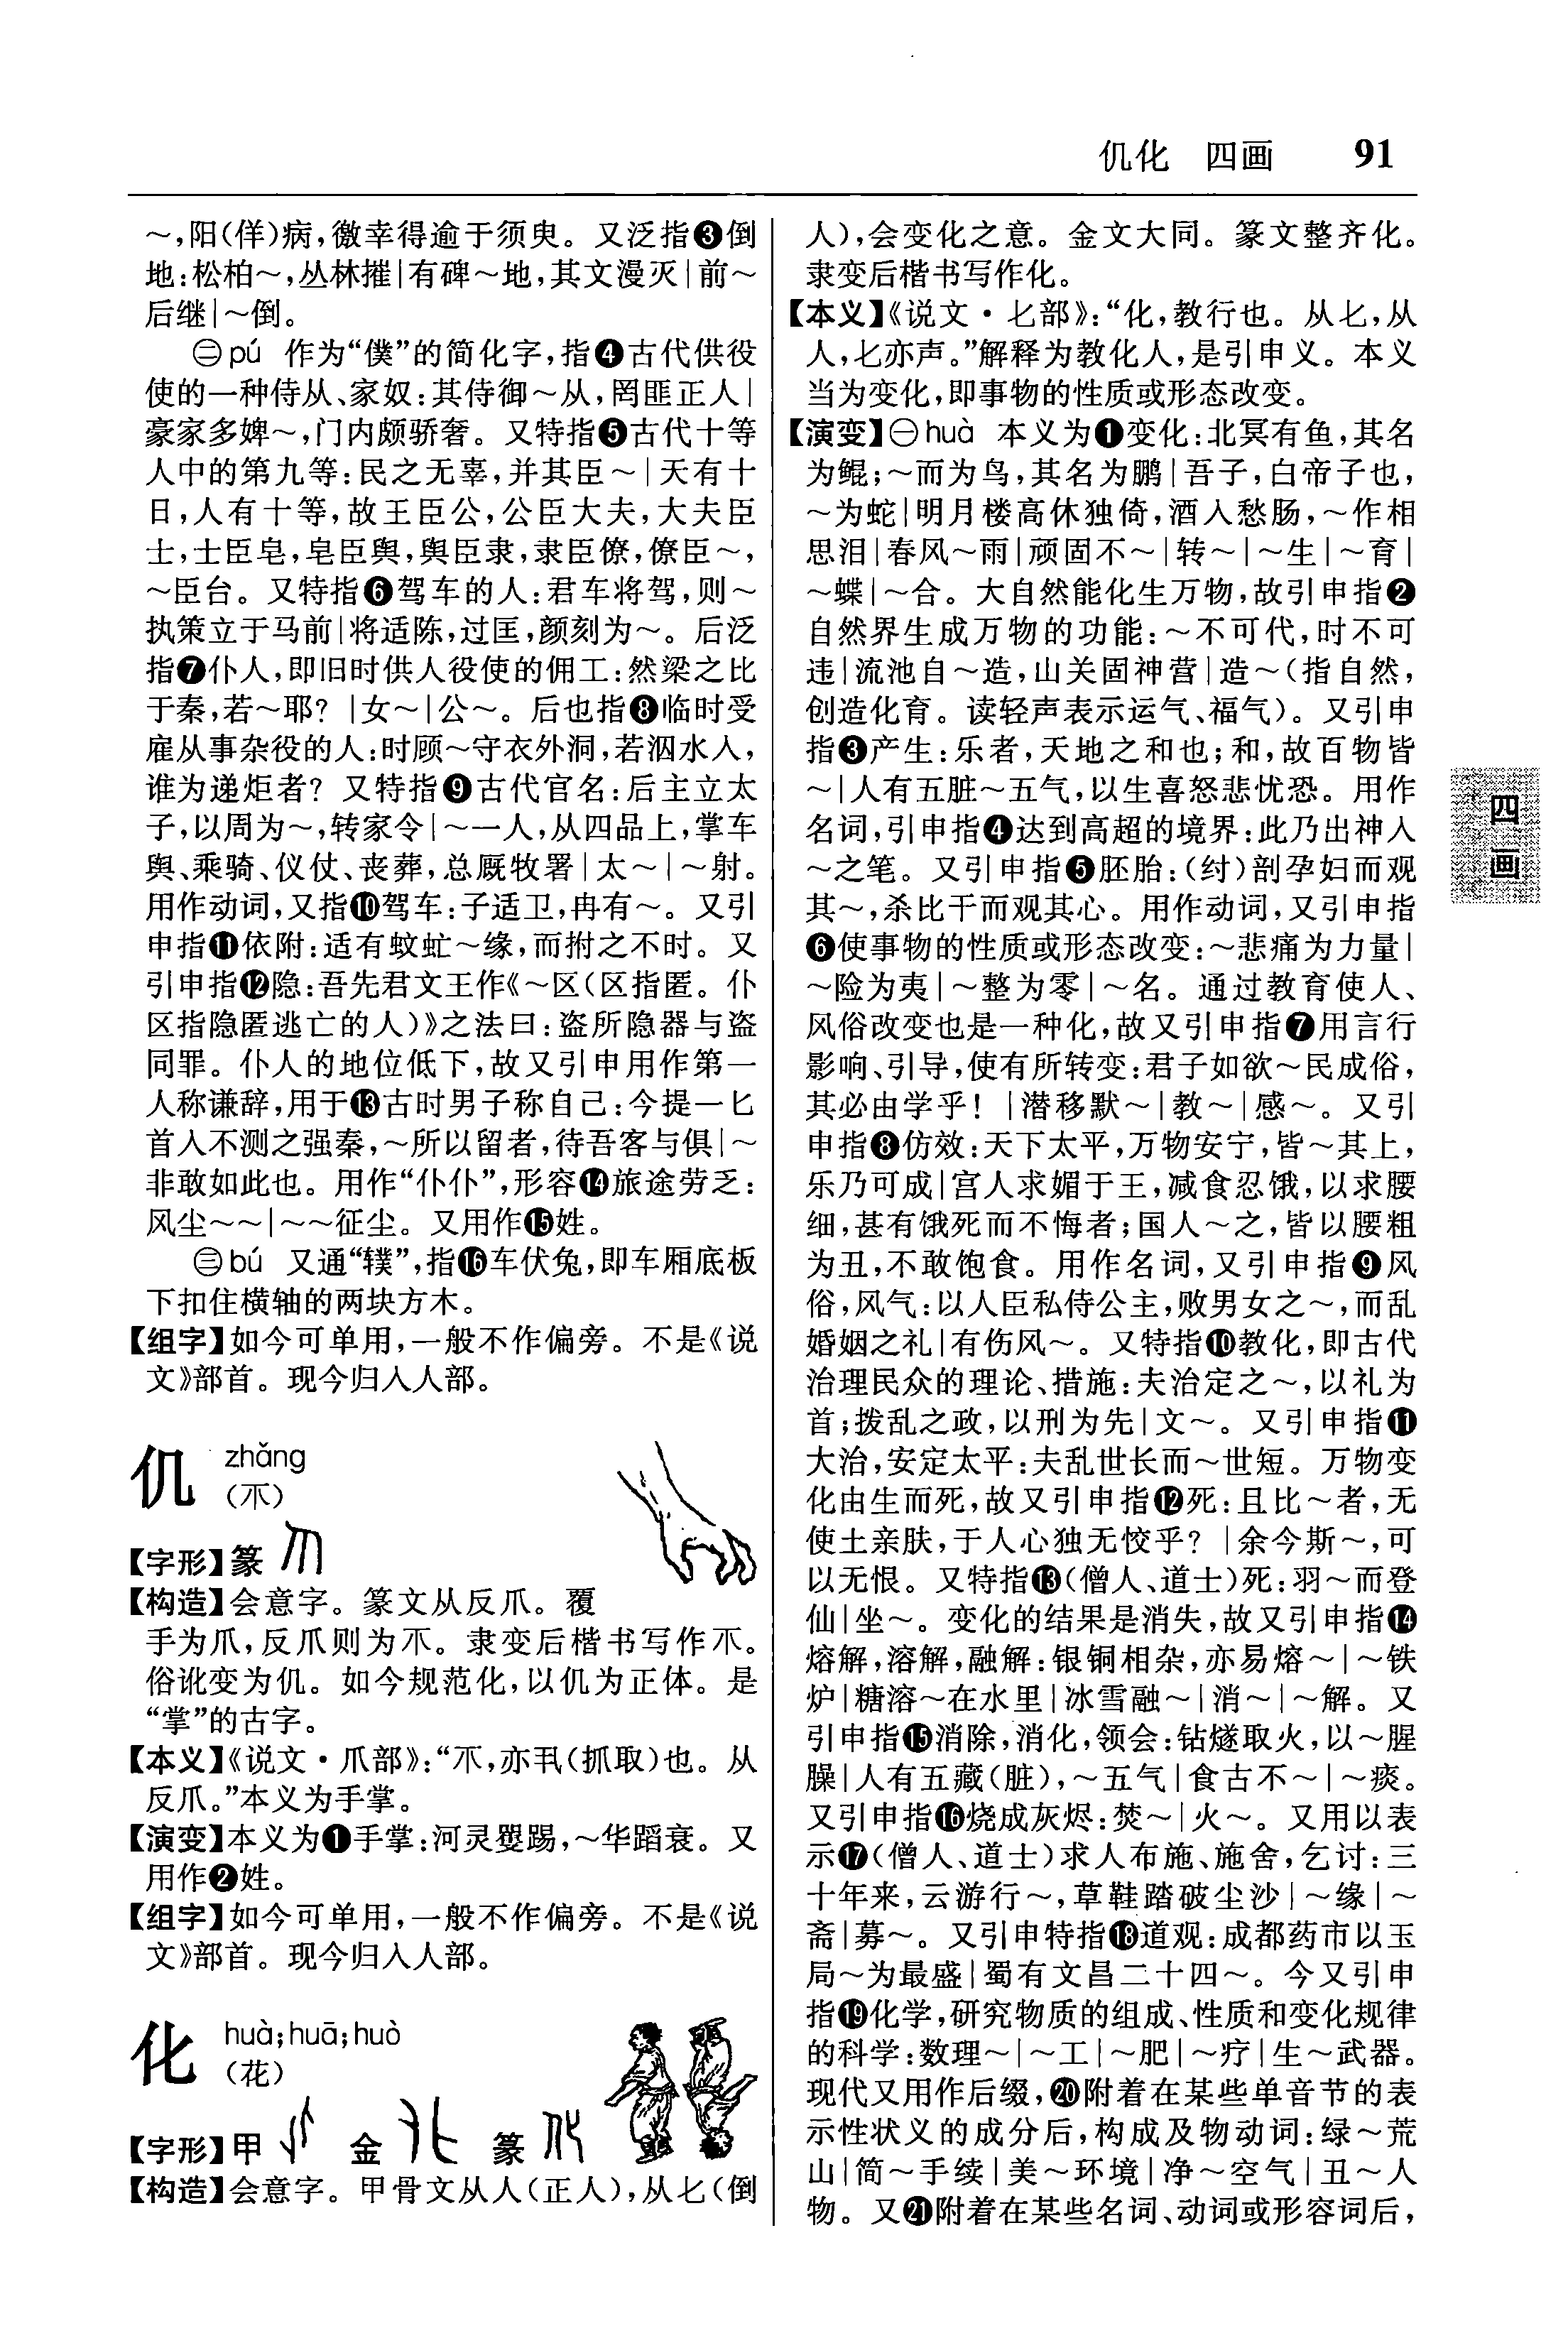 仉化　四画　91
～,阳(佯)病,徼幸得逾于须臾。又泛指❸倒
地:松柏～,丛林摧|有碑～地,其文漫灭|前～
后继|～倒。
㊁pú 作为“僕”的简化字,指❹古代供役
使的一种侍从、家奴:其侍御～从,罔匪正人|
豪家多婢～,门内颇骄奢。又特指❺古代十等
人中的第九等:民之无辜,并其臣～|天有十
日,人有十等,故王臣公,公臣大夫,大夫臣
士,士臣皂,皂臣舆,舆臣隶,隶臣僚,僚臣～,
～臣台。又特指❻驾车的人:君车将驾,则～
执策立于马前|将适陈,过匡,颜刻为～。后泛
指❼仆人,即旧时供人役使的佣工:然梁之比
于秦,若～耶? |女～|公～。后也指❽临时受
雇从事杂役的人:时顾～守衣外洞,若泅水人,
谁为递炬者? 又特指❾古代官名:后主立太
子,以周为～,转家令|～一人,从四品上,掌车
舆、乘骑、仪仗、丧葬,总厩牧署|太～|～射。
用作动词,又指❿驾车:子适卫,冉有～。又引
申指⓫依附:适有蚊虻～缘,而拊之不时。又
引申指⓬隐:吾先君文王作《～区(区指匿。仆
区指隐匿逃亡的人)》之法曰:盗所隐器与盗
同罪。仆人的地位低下,故又引申用作第一
人称谦辞,用于⓭古时男子称自己:今提一匕
首入不测之强秦,～所以留者,待吾客与俱|～
非敢如此也。用作“仆仆”,形容⓮旅途劳乏:
风尘～～|～～征尘。又用作⓯姓。
㊂bú 又通“轐”,指⓰车伏兔,即车厢底板
下扣住横轴的两块方木。
【组字】如今可单用,一般不作偏旁。不是《说
文》部首。现今归入人部。
仉 zhǎng
(爪)
【字形】篆
【构造】会意字。篆文从反爪。覆
手为爪,反爪则为𠂬。隶变后楷书写作𠂬。
俗讹变为仉。如今规范化,以仉为正体。是
“掌”的古字。
【本义】《说文·爪部》:“𠂬,亦丮(抓取)也。从
反爪。”本义为手掌。
【演变】本义为❶手掌:河灵矍踢,～华蹈衰。又
用作❷姓。
【组字】如今可单用,一般不作偏旁。不是《说
文》部首。现今归入人部。
化 huà;huā;huò
(花)
【字形】甲 金 篆
【构造】会意字。甲骨文从人(正人),从匕(倒
人),会变化之意。金文大同。篆文整齐化。
隶变后楷书写作化。
【本义】《说文·匕部》:“化,教行也。从匕,从
人,匕亦声。”解释为教化人,是引申义。本义
当为变化,即事物的性质或形态改变。
【演变】㊀huà 本义为❶变化:北冥有鱼,其名
为鲲;～而为鸟,其名为鹏|吾子,白帝子也,
～为蛇|明月楼高休独倚,酒入愁肠,～作相
思泪|春风～雨|顽固不～|转～|～生|～育|
～蝶|～合。大自然能化生万物,故引申指❷
自然界生成万物的功能:～不可代,时不可
违|流池自～造,山关固神营|造～(指自然,
创造化育。读轻声表示运气、福气)。又引申
指❸产生:乐者,天地之和也;和,故百物皆
～|人有五脏～五气,以生喜怒悲忧恐。用作
名词,引申指❹达到高超的境界:此乃出神入
～之笔。又引申指❺胚胎:(纣)剖孕妇而观
其～,杀比干而观其心。用作动词,又引申指
❻使事物的性质或形态改变:～悲痛为力量|
～险为夷|～整为零|～名。通过教育使人、
风俗改变也是一种化,故又引申指❼用言行
影响、引导,使有所转变:君子如欲～民成俗,
其必由学乎! |潜移默～|教～|感～。又引
申指❽仿效:天下太平,万物安宁,皆～其上,
乐乃可成|宫人求媚于王,减食忍饿,以求腰
细,甚有饿死而不悔者;国人～之,皆以腰粗
为丑,不敢饱食。用作名词,又引申指❾风
俗,风气:以人臣私侍公主,败男女之～,而乱
婚姻之礼|有伤风～。又特指❿教化,即古代
治理民众的理论、措施:夫治定之～,以礼为
首;拨乱之政,以刑为先|文～。又引申指⓫
大治,安定太平:夫乱世长而～世短。万物变
化由生而死,故又引申指⓬死:且比～者,无
使土亲肤,于人心独无恔乎? |余今斯～,可
以无恨。又特指⓭(僧人、道士)死:羽～而登
仙|坐～。变化的结果是消失,故又引申指⓮
熔解,溶解,融解:银铜相杂,亦易熔～|～铁
炉|糖溶～在水里|冰雪融～|消～|～解。又
引申指⓯消除,消化,领会:钻燧取火,以～腥
臊|人有五藏(脏),～五气|食古不～|～痰。
又引申指⓰烧成灰烬:焚～|火～。又用以表
示⓱(僧人、道士)求人布施、施舍,乞讨:三
十年来,云游行～,草鞋踏破尘沙|～缘|～
斋|募～。又引申特指⓲道观:成都药市以玉
局～为最盛|蜀有文昌二十四～。今又引申
指⓳化学,研究物质的组成、性质和变化规律
的科学:数理～|～工|～肥|～疗|生～武器。
现代又用作后缀,⓴附着在某些单音节的表
示性状义的成分后,构成及物动词:绿～荒
山|简～手续|美～环境|净～空气|丑～人
物。又㉑附着在某些名词、动词或形容词后,
四画